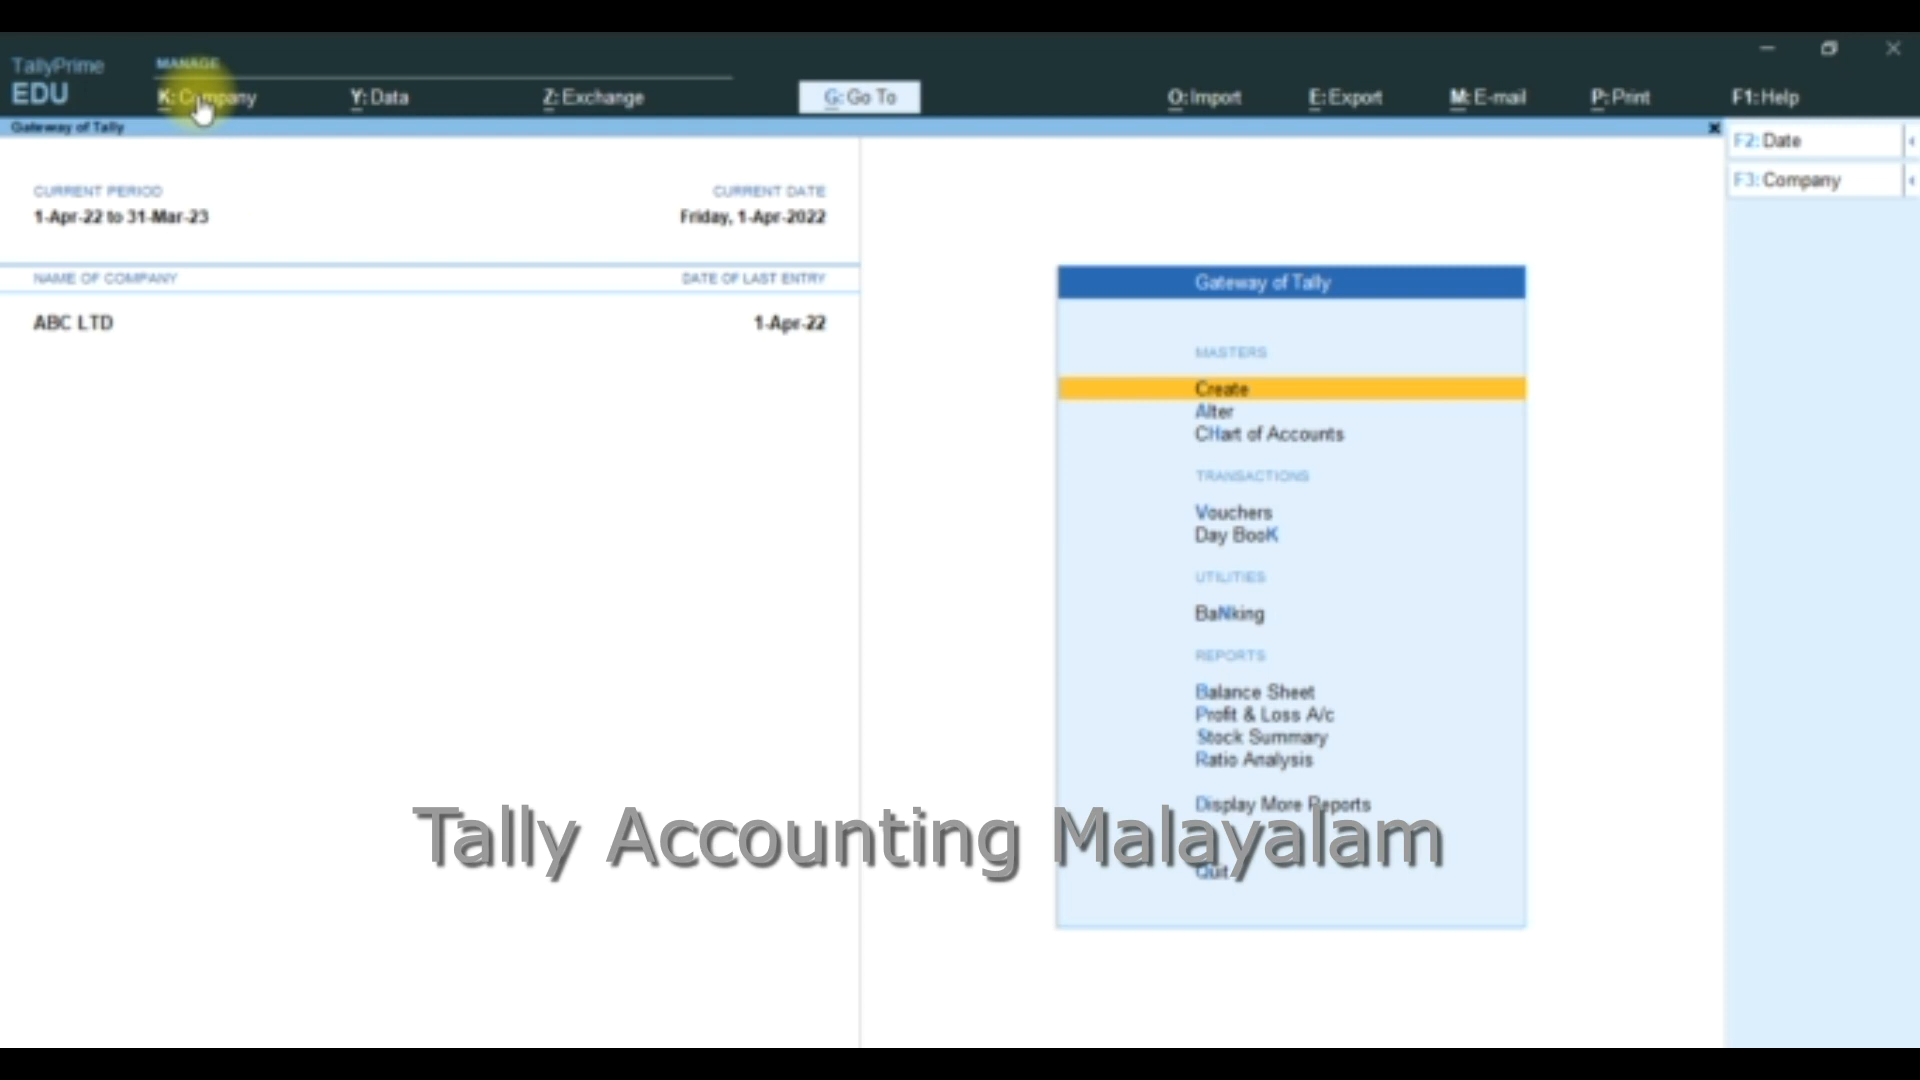 TallyPrime
EDU
MANAGE
K: Company
Y: Data
Z: Exchange
G: Go To
O: Import
E: Export
M: E-mail
P: Print
F1: Help
Gateway of Tally
F2: Date
F3: Company
CURRENT PERIOD
CURRENT DATE
1-Apr-22 to 31-Mar-23
Friday, 1-Apr-2022
NAME OF COMPANY
DATE OF LAST ENTRY
ABC LTD
1-Apr-22
Gateway of Tally
MASTERS
Create
Alter
CHart of Accounts
TRANSACTIONS
Vouchers
Day BooK
UTILITIES
BaNking
REPORTS
Balance Sheet
Profit & Loss A/c
Stock Summary
Ratio Analysis
Display More Reports
Tally Accounting Malayalam
Quit